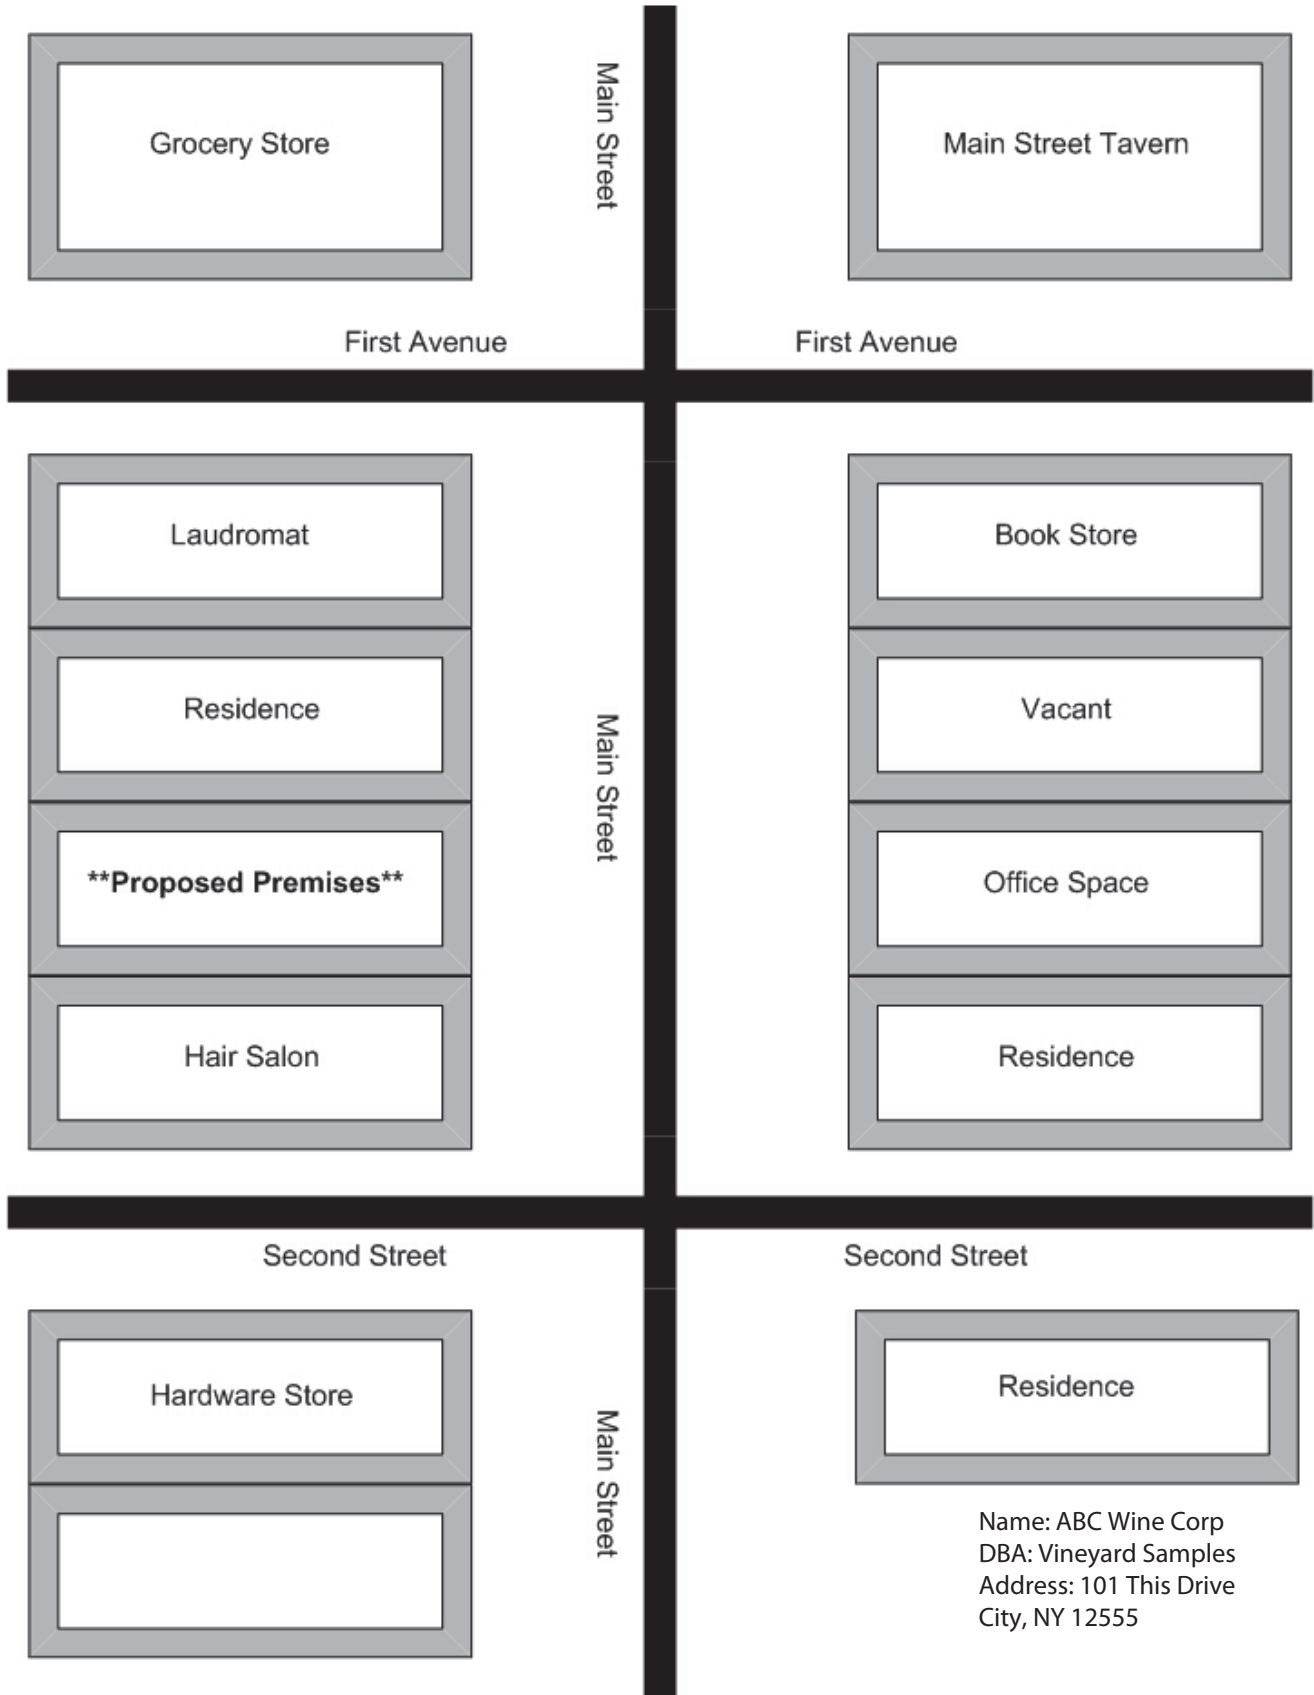 Grocery Store
Main Street
Main Street Tavern
First Avenue
First Avenue
Laudromat
Book Store
Residence
Vacant
Main Street
**Proposed Premises**
Office Space
Hair Salon
Residence
Second Street
Second Street
Hardware Store
Main Street
Residence
Name: ABC Wine Corp
DBA: Vineyard Samples
Address: 101 This Drive
City, NY 12555